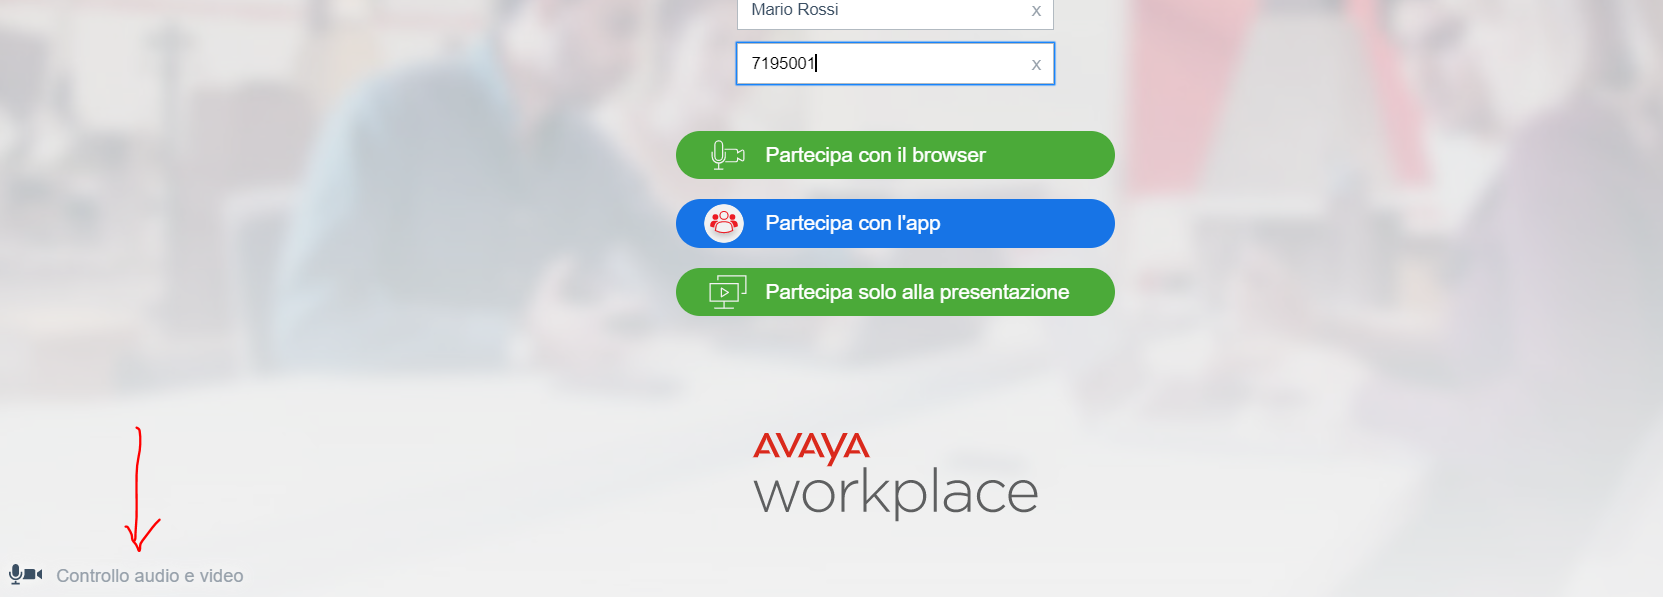 Mario Rossi
x
7195001
x
Partecipa con il browser
Partecipa con l'app
Partecipa solo alla presentazione
AVAYA
workplace
Controllo audio e video